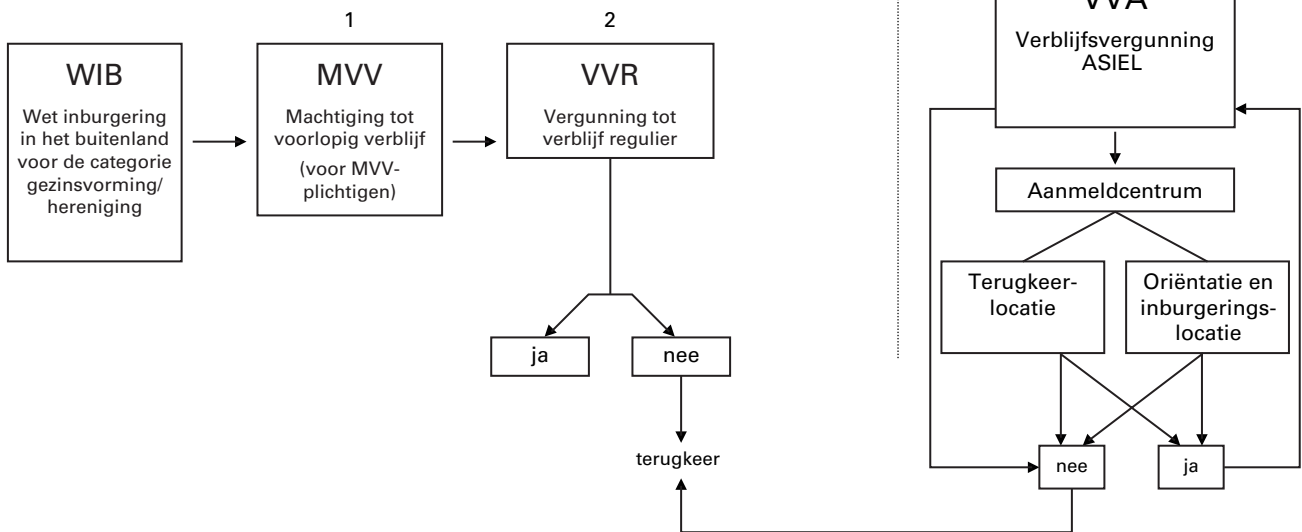 1
2
WIB
Wet inburgering
in het buitenland
voor de categorie
gezinsvorming/
hereniging
MVV
Machtiging tot
voorlopig verblijf
(voor MVV-
plichtigen)
VVR
Vergunning tot
verblijf regulier
ja
nee
terugkeer
VVA
Verblijfsvergunning
ASIEL
Aanmeldcentrum
Terugkeer-
locatie
Oriëntatie en
inburgerings-
locatie
nee
ja